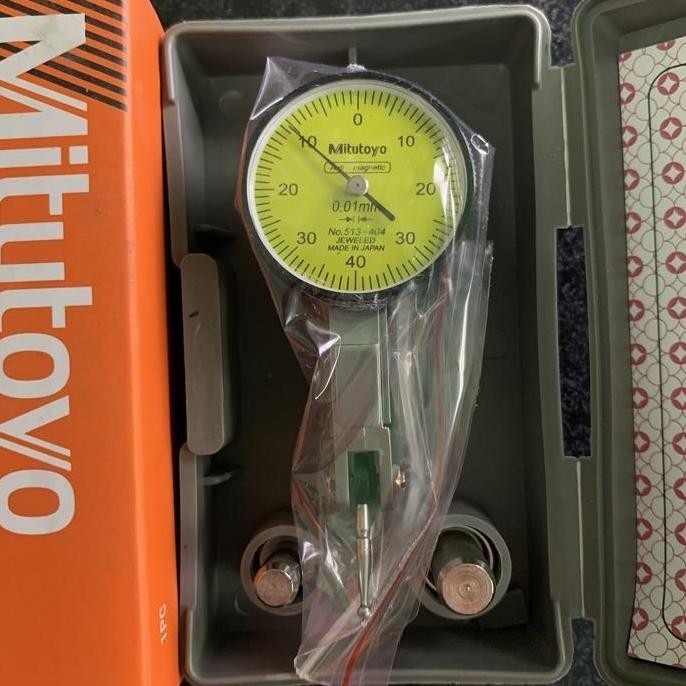 Mitutoyo
0
10 10
Mitutoyo
Anti magnetic
20 20
0.01mm
No.513-404
30 30
JEWELED
MADE IN JAPAN
40